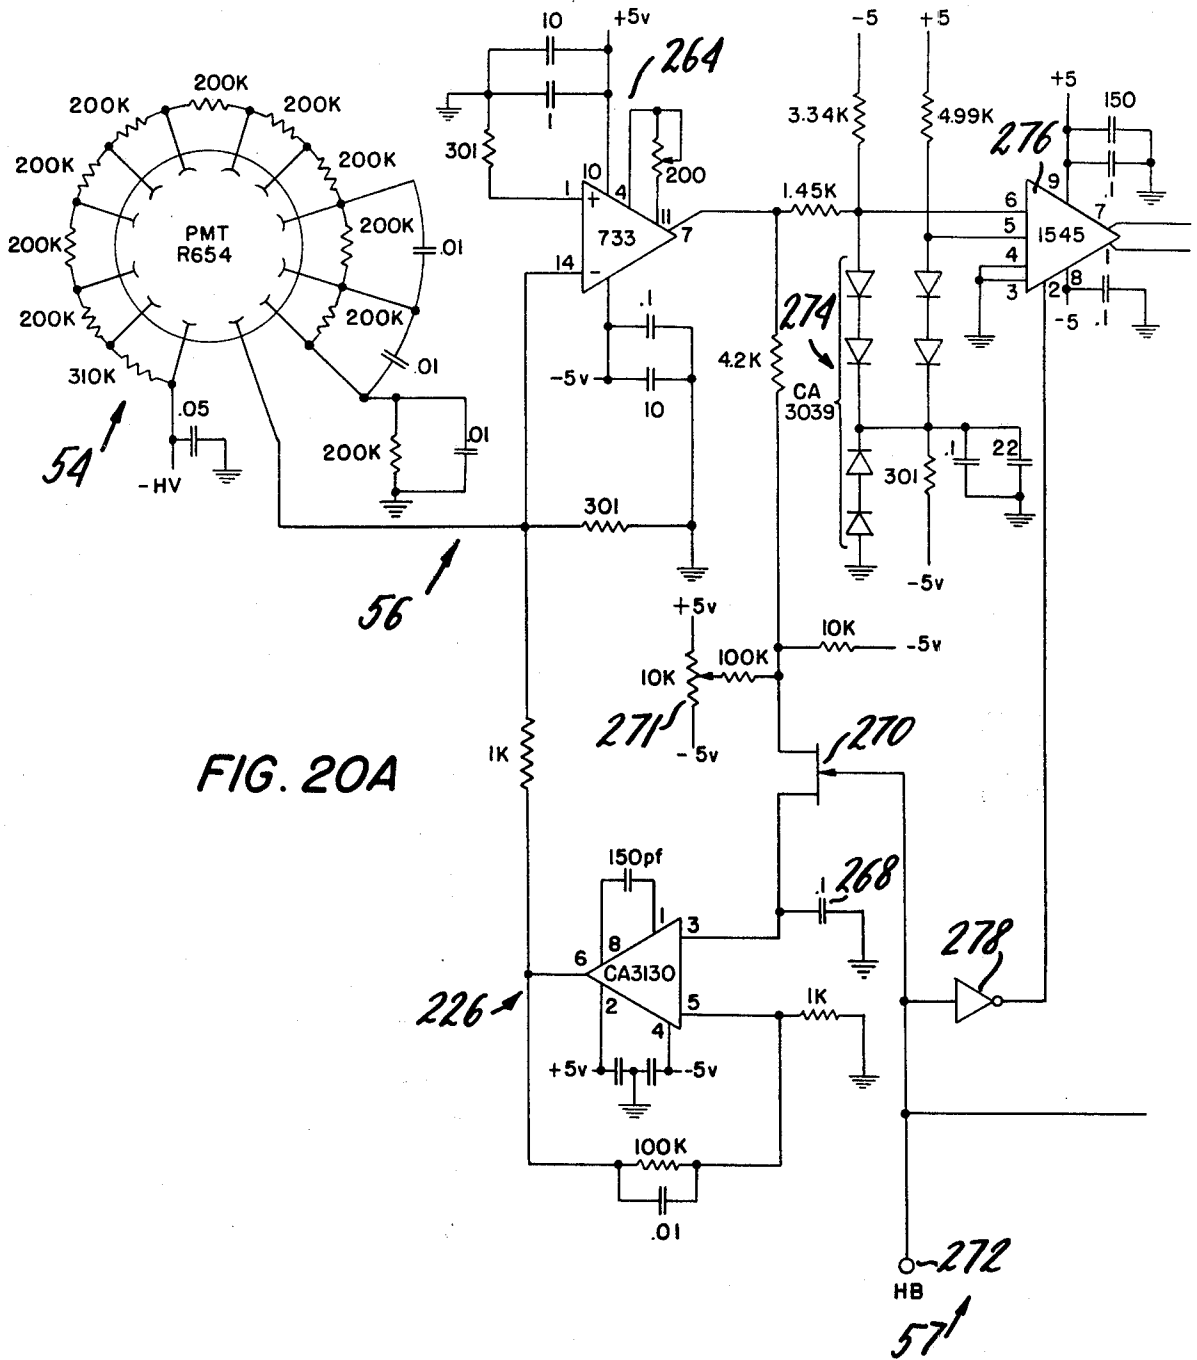 10
+5v
264
-5
+5
200K
200K
200K
1
3.34K
4.99K
+5
150
276
301
10
4
200
200K
200K
1
+
1.45K
9
.1
6
7
11
PMT
R654
733
7
5
1545
200K
.01
14
-
4
8
.1
3
2
200K
200K
.1
274
-5
.1
310K
.01
4.2K
-5v
CA
3039
10
54
.05
200K
.01
.1
22
301
-HV
301
56
-5v
+5v
10K
-5v
100K
10K
271
-5v
270
1K
FIG. 20A
150pf
.1
268
1
3
8
6
CA3130
278
226
2
5
1K
4
+5v
-5v
100K
.01
272
HB
57